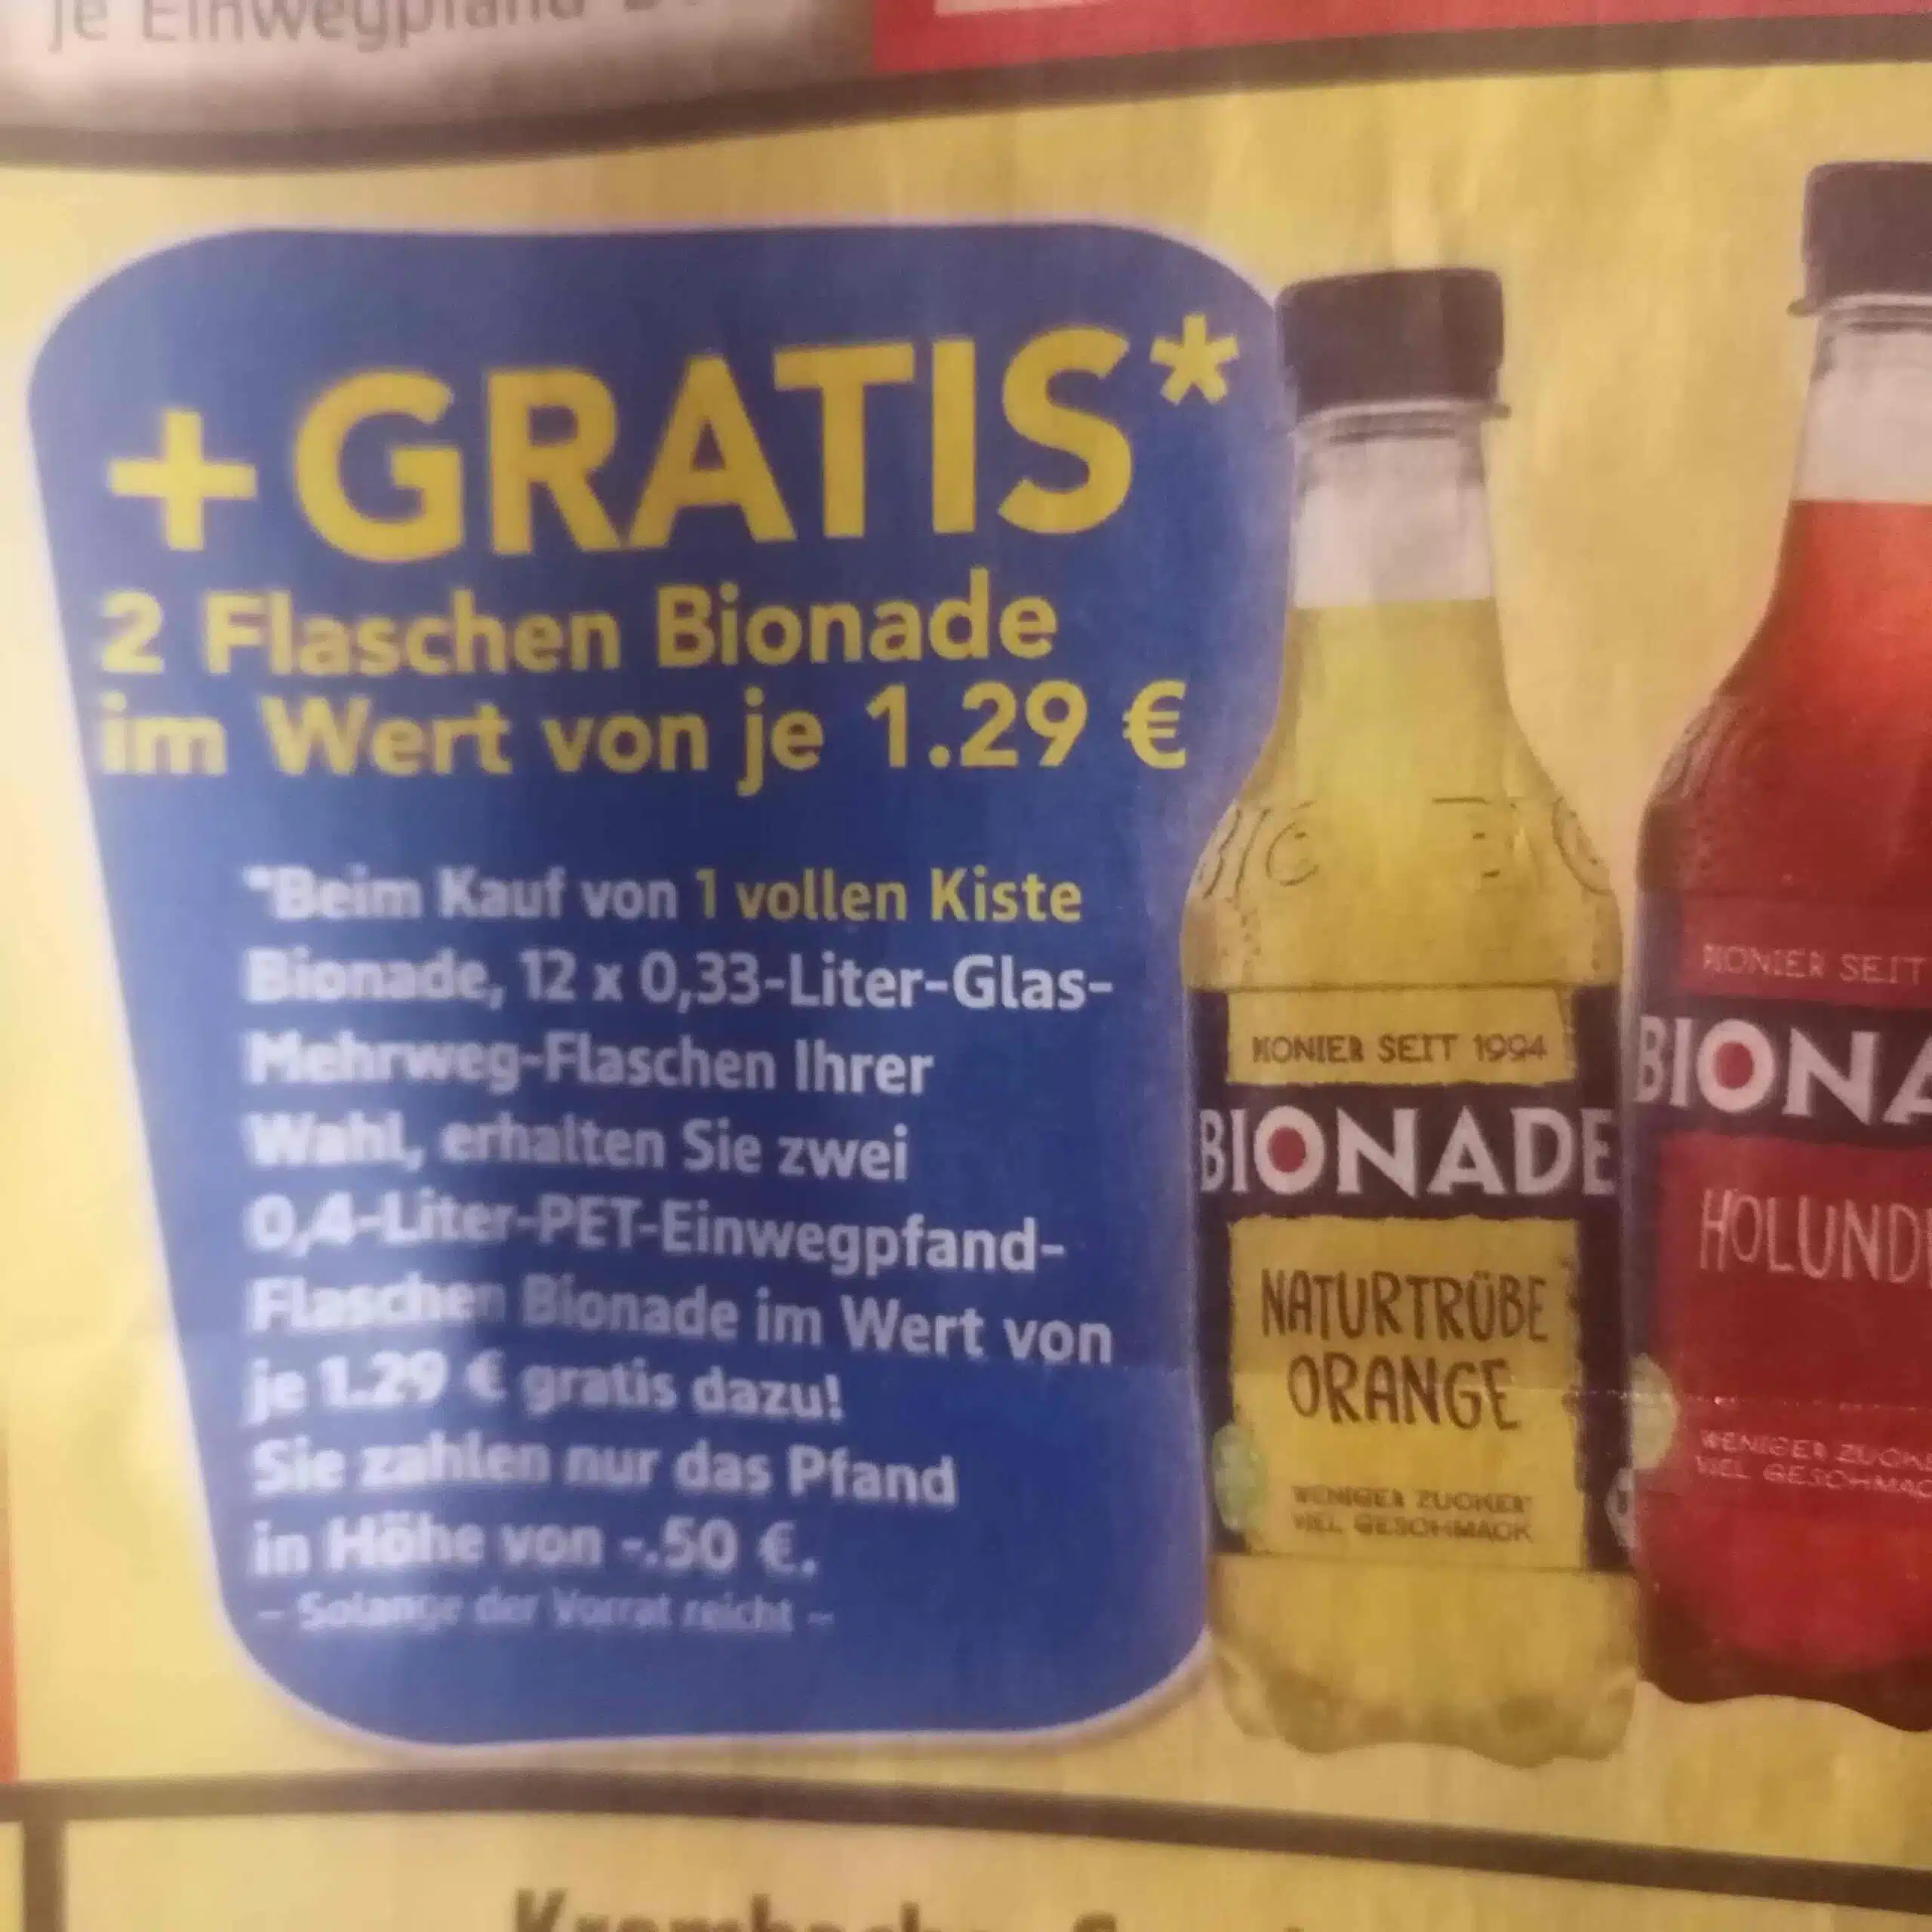 je Einwegpfand
+ GRATIS*
2 Flaschen Bionade
im Wert von je 1.29 €
*Beim Kauf von 1 vollen Kiste
Bionade, 12 x 0,33-Liter-Glas-
Mehrweg-Flaschen Ihrer
Wahl, erhalten Sie zwei
0,4-Liter-PET-Einwegpfand-
Flaschen Bionade im Wert von
je 1.29 € gratis dazu!
Sie zahlen nur das Pfand
in Höhe von -.50 €.
– Solange der Vorrat reicht –
PIONIER SEIT 1994
BIONADE
NATURTRÜBE
ORANGE
WENIGER ZUCKER
VIEL GESCHMACK
PIONIER SEIT
BIONA
HOLUND
WENIGER ZUCKE
VIEL GESCHMAC